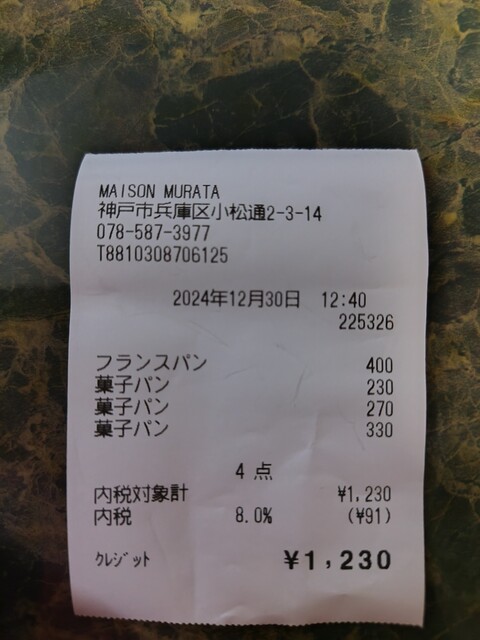 MAISON MURATA
神戸市兵庫区小松通2-3-14
078-587-3977
T8810308706125
2024年12月30日 12:40
225326
フランスパン 400
菓子パン 230
菓子パン 270
菓子パン 330
4 点
内税対象計 ¥1,230
内税 8.0% (¥91)
クレジット ¥1,230